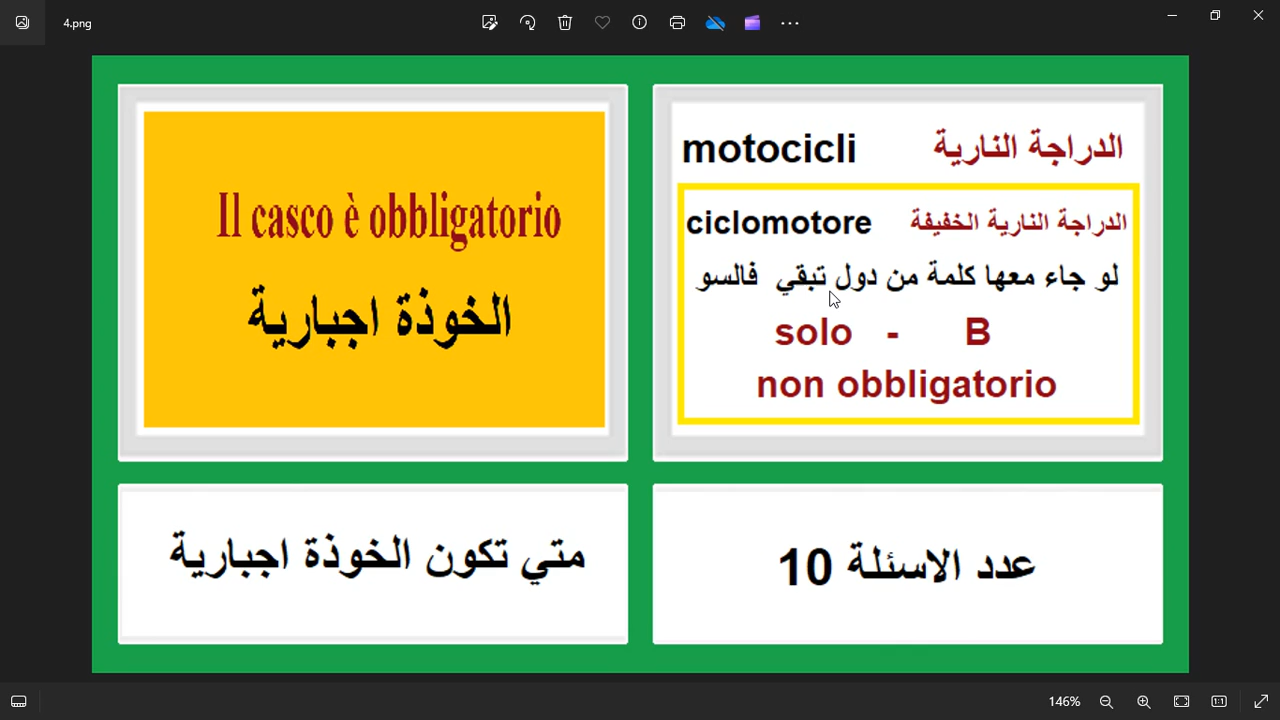 4.png
Il casco è obbligatorio
الخوذة اجبارية
motocicli الدراجة النارية
ciclomotore الدراجة النارية الخفيفة
لو جاء معها كلمة من دول تبقي فالسو
solo - B
non obbligatorio
متي تكون الخوذة اجبارية
عدد الاسئلة 10
146%